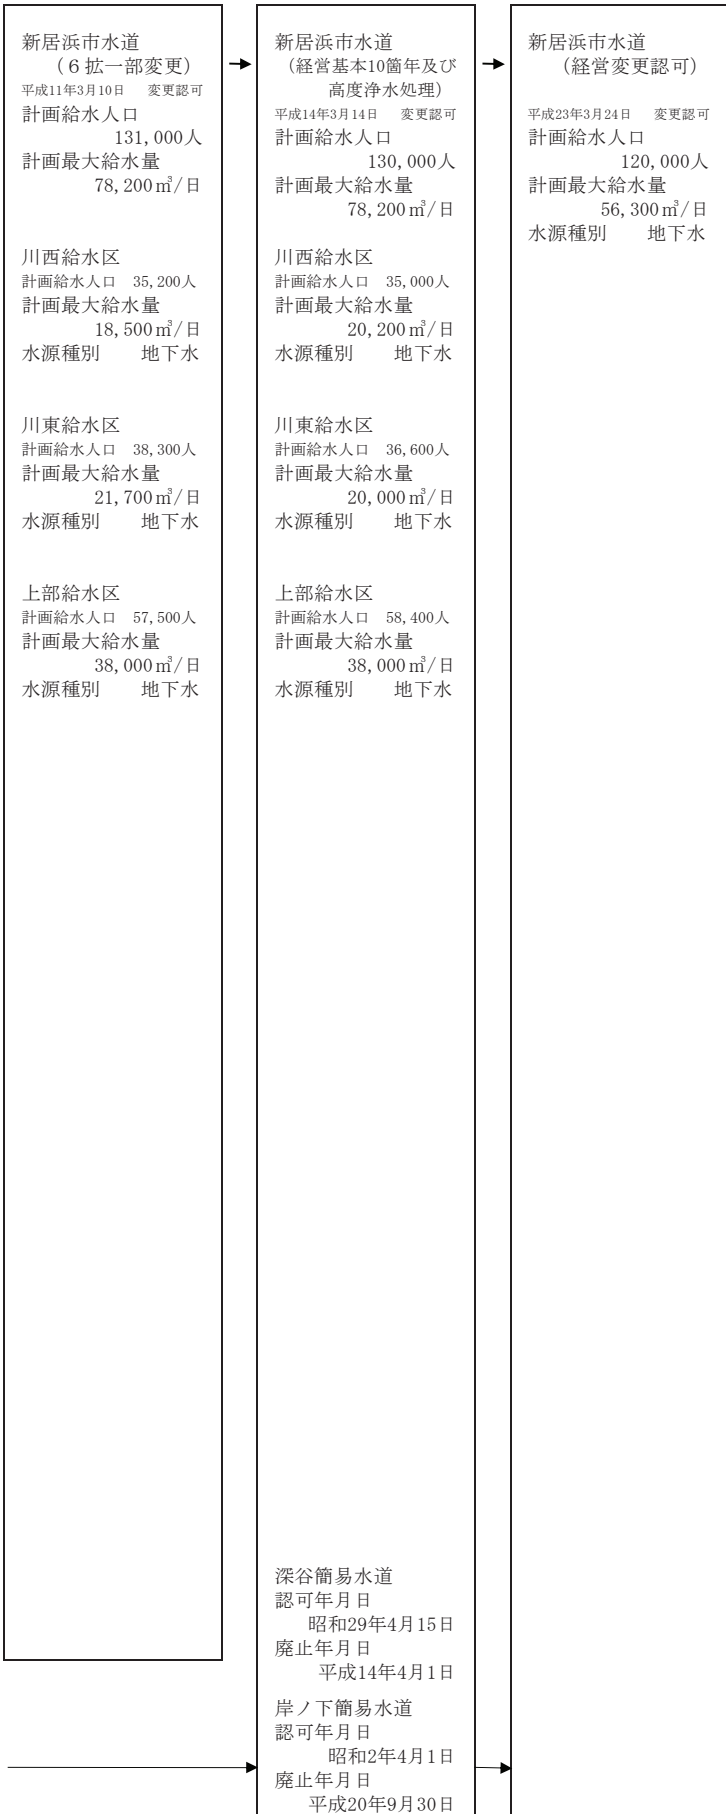 新居浜市水道
（６拡一部変更）
平成11年3月10日　変更認可
計画給水人口
131,000人
計画最大給水量
78,200㎥/日
川西給水区
計画給水人口　35,200人
計画最大給水量
18,500㎥/日
水源種別　　地下水
川東給水区
計画給水人口　38,300人
計画最大給水量
21,700㎥/日
水源種別　　地下水
上部給水区
計画給水人口　57,500人
計画最大給水量
38,000㎥/日
水源種別　　地下水
新居浜市水道
（経営基本10箇年及び
高度浄水処理）
平成14年3月14日　変更認可
計画給水人口
130,000人
計画最大給水量
78,200㎥/日
川西給水区
計画給水人口　35,000人
計画最大給水量
20,200㎥/日
水源種別　　地下水
川東給水区
計画給水人口　36,600人
計画最大給水量
20,000㎥/日
水源種別　　地下水
上部給水区
計画給水人口　58,400人
計画最大給水量
38,000㎥/日
水源種別　　地下水
深谷簡易水道
認可年月日
昭和29年4月15日
廃止年月日
平成14年4月1日
岸ノ下簡易水道
認可年月日
昭和2年4月1日
廃止年月日
平成20年9月30日
新居浜市水道
（経営変更認可）
平成23年3月24日　変更認可
計画給水人口
120,000人
計画最大給水量
56,300㎥/日
水源種別　　地下水